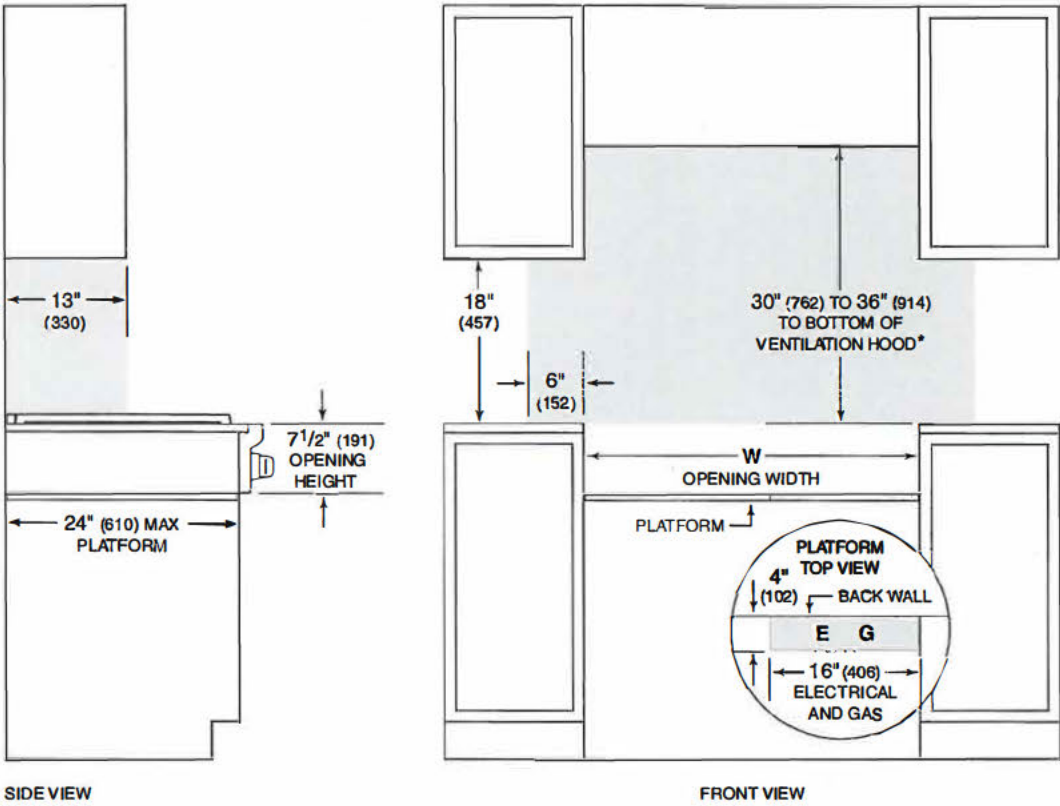 13"
(330)
7 1/2" (191)
OPENING
HEIGHT
24" (610) MAX
PLATFORM
SIDE VIEW
18"
(457)
6"
(152)
30" (762) TO 36" (914)
TO BOTTOM OF
VENTILATION HOOD*
W
OPENING WIDTH
PLATFORM
PLATFORM
TOP VIEW
4"
(102)
BACK WALL
E G
16" (406)
ELECTRICAL
AND GAS
FRONT VIEW